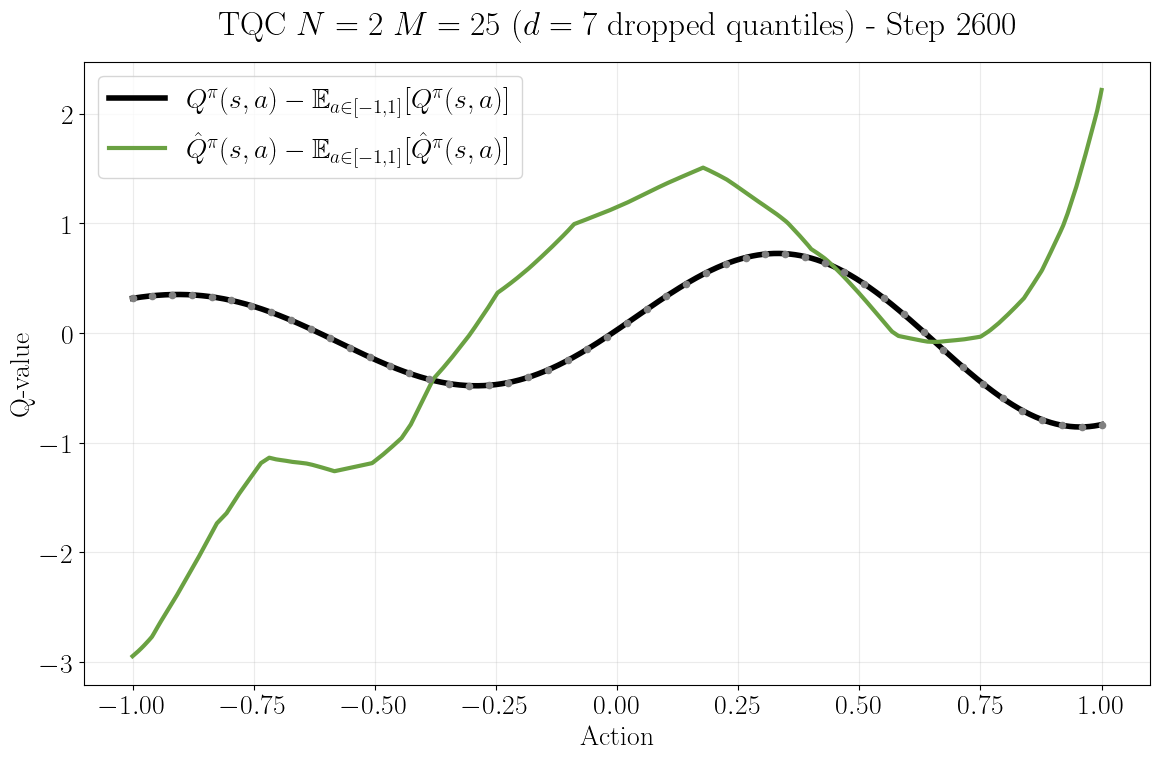 TQC N = 2 M = 25 (d = 7 dropped quantiles) - Step 2600
Q^π(s, a) − 𝔼_{a∈[−1,1]}[Q^π(s, a)]
Q̂^π(s, a) − 𝔼_{a∈[−1,1]}[Q̂^π(s, a)]
Q-value
2
1
0
−1
−2
−3
−1.00 −0.75 −0.50 −0.25 0.00 0.25 0.50 0.75 1.00
Action